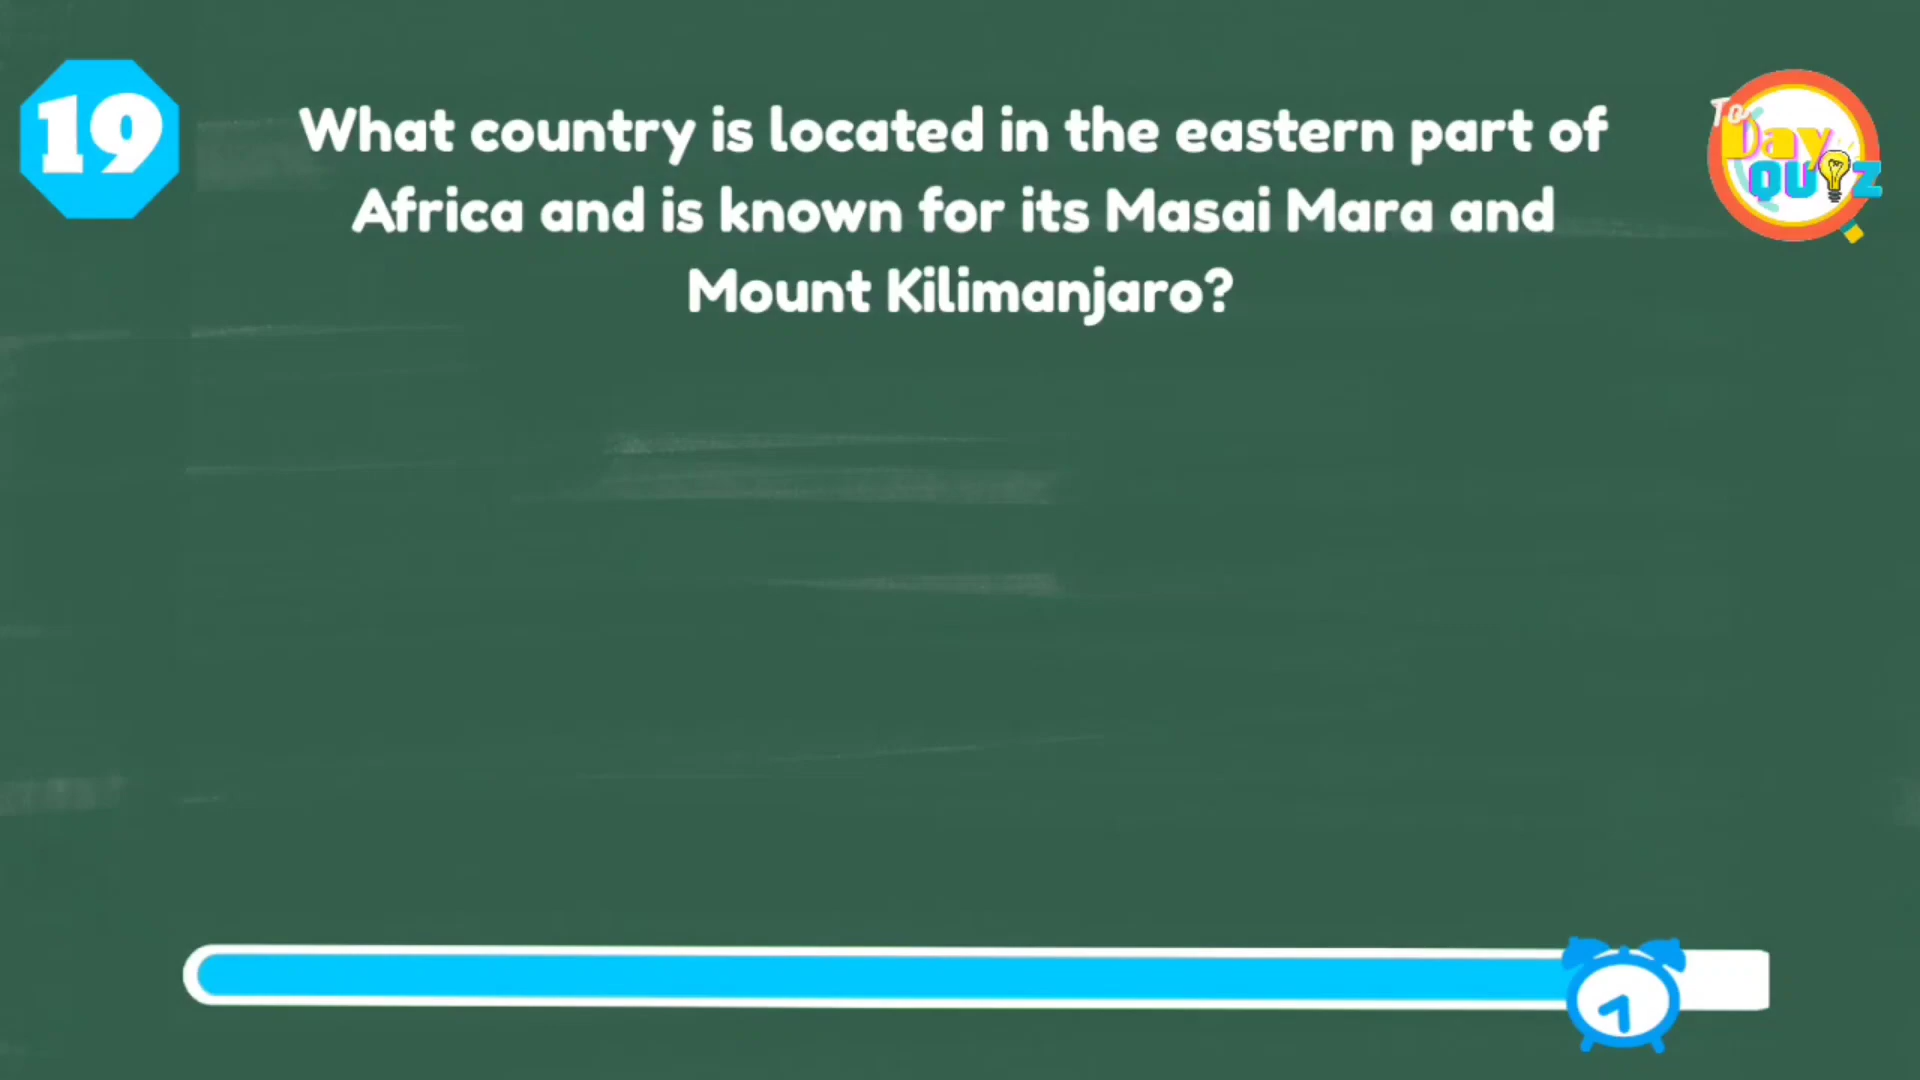 19
What country is located in the eastern part of
Africa and is known for its Masai Mara and
Mount Kilimanjaro?
To
Day
QUIZ